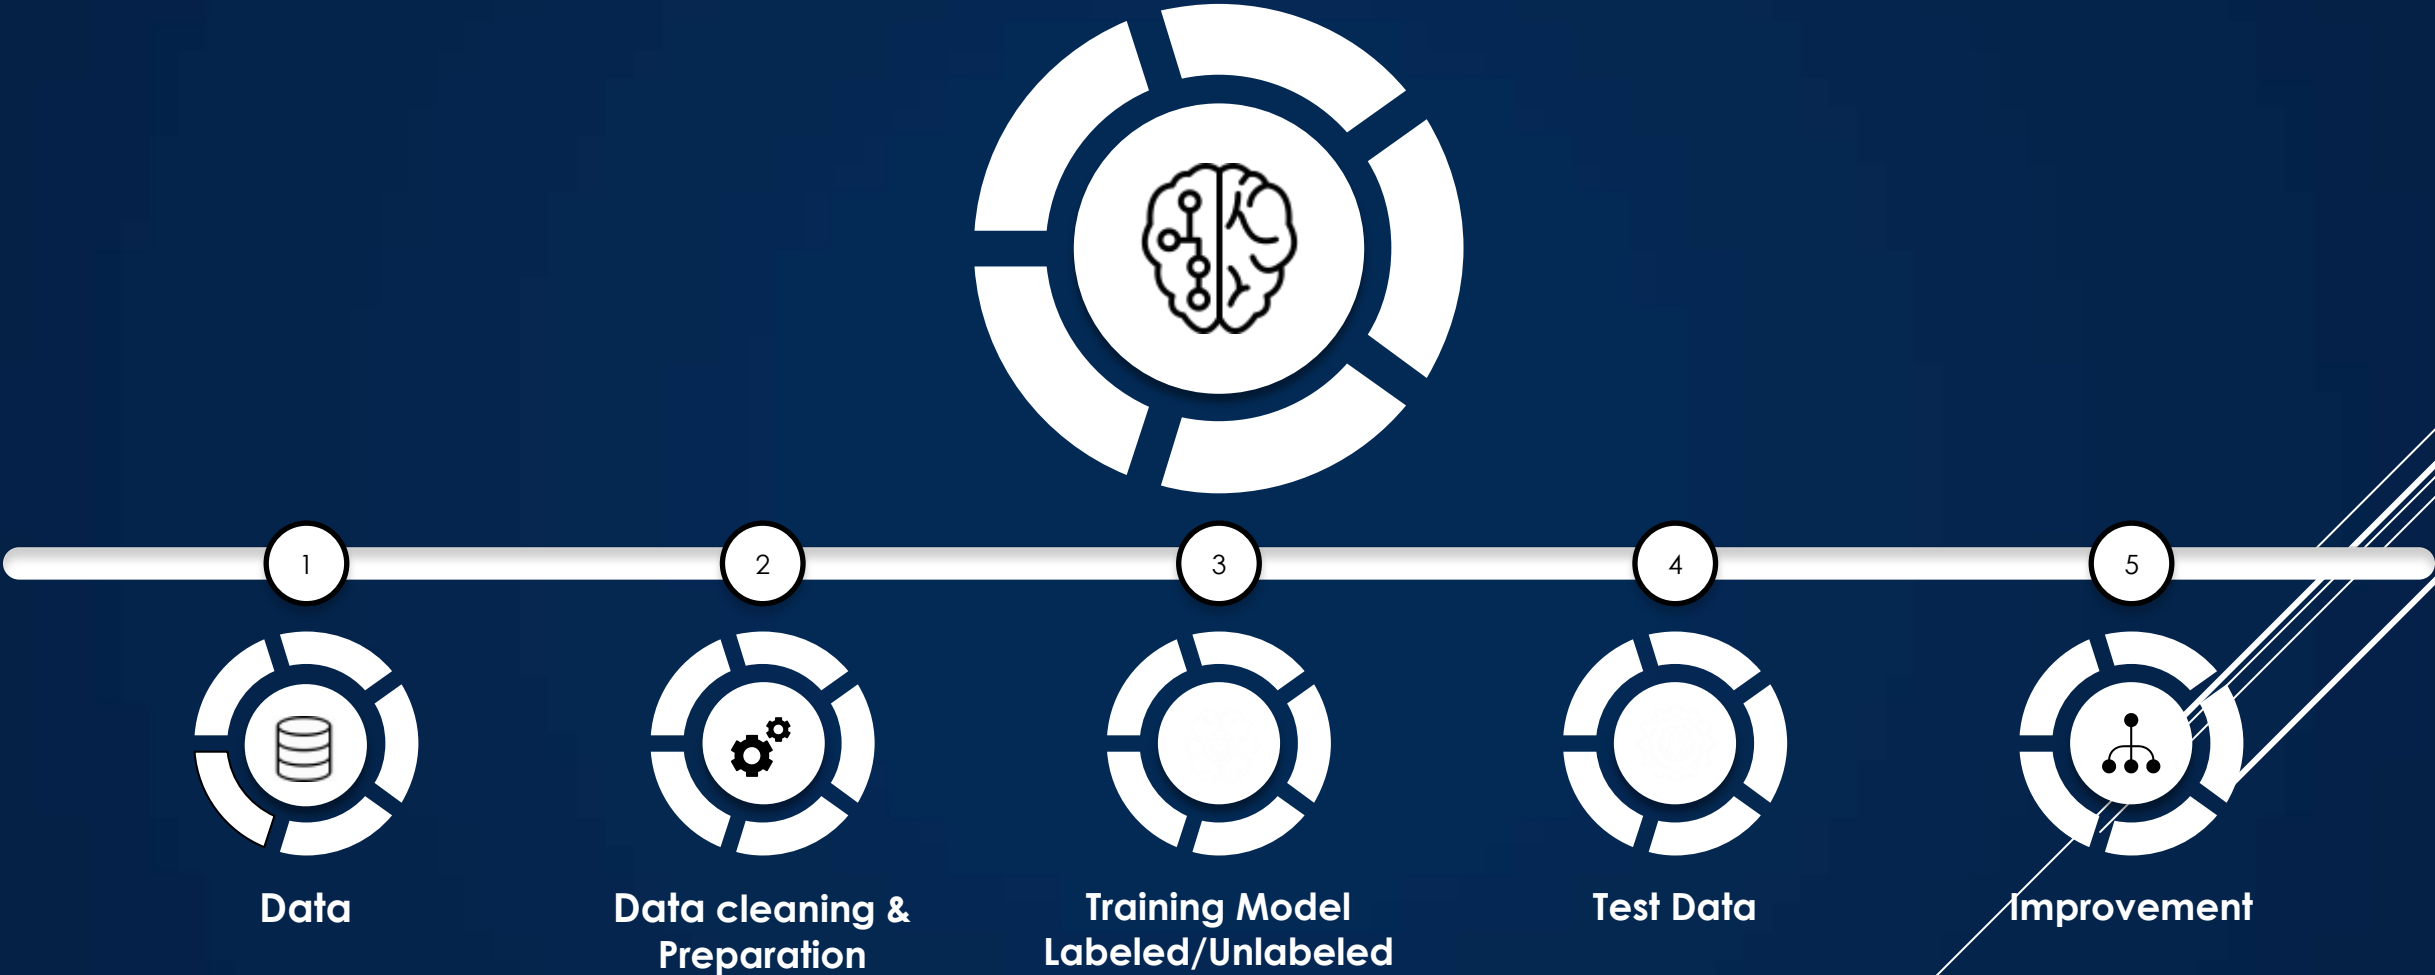 1
2
3
4
5
Data
Data cleaning &
Preparation
Training Model
Labeled/Unlabeled
Test Data
Improvement